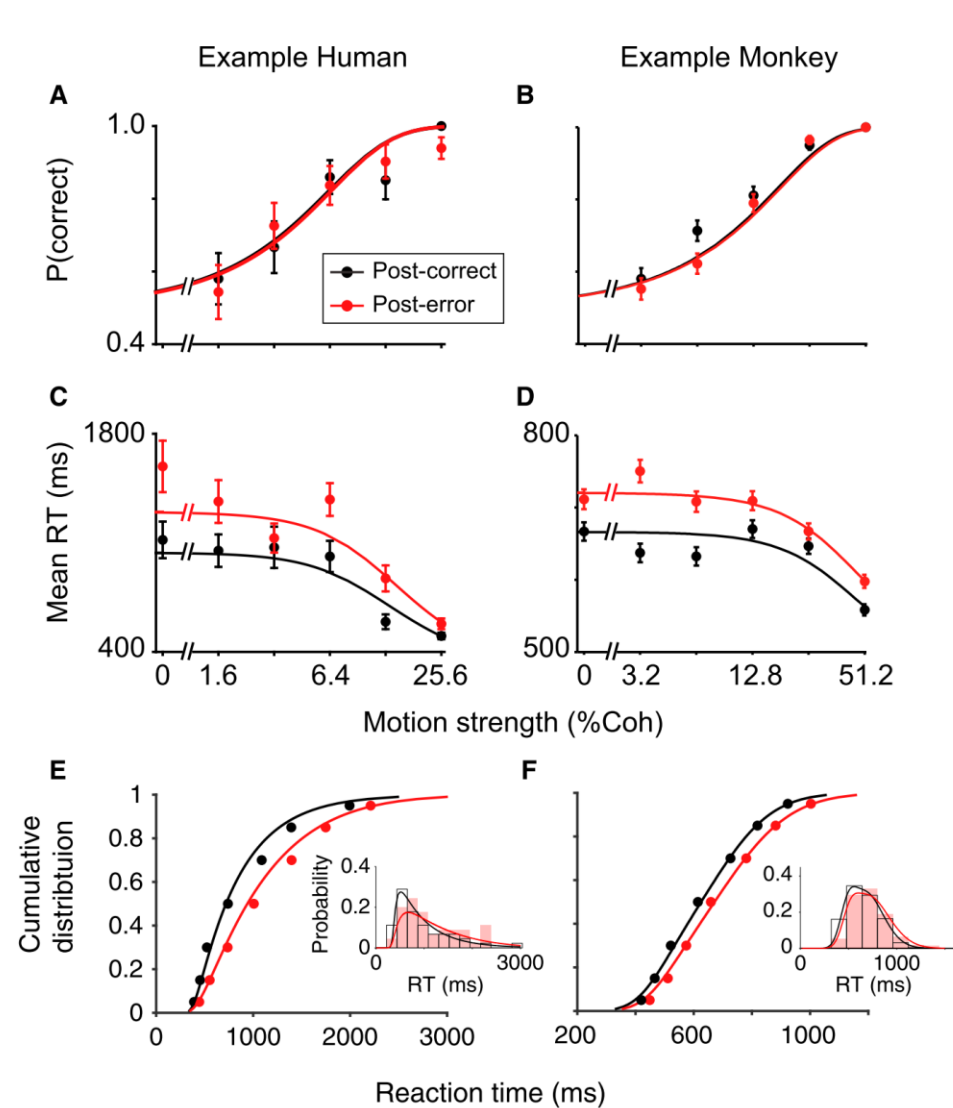 Example Human
Example Monkey
A
B
1.0
P(correct)
0.4
Post-correct
Post-error
C
D
1800
800
Mean RT (ms)
400
500
0 1.6 6.4 25.6
0 3.2 12.8 51.2
Motion strength (%Coh)
E
F
1
0.8
0.6
0.4
0.2
0
Cumulative
distribtuion
0 1000 2000 3000
Probability
0.4
0.2
0
0 3000
RT (ms)
0.4
0.2
0
0 1000
RT (ms)
200 600 1000
Reaction time (ms)